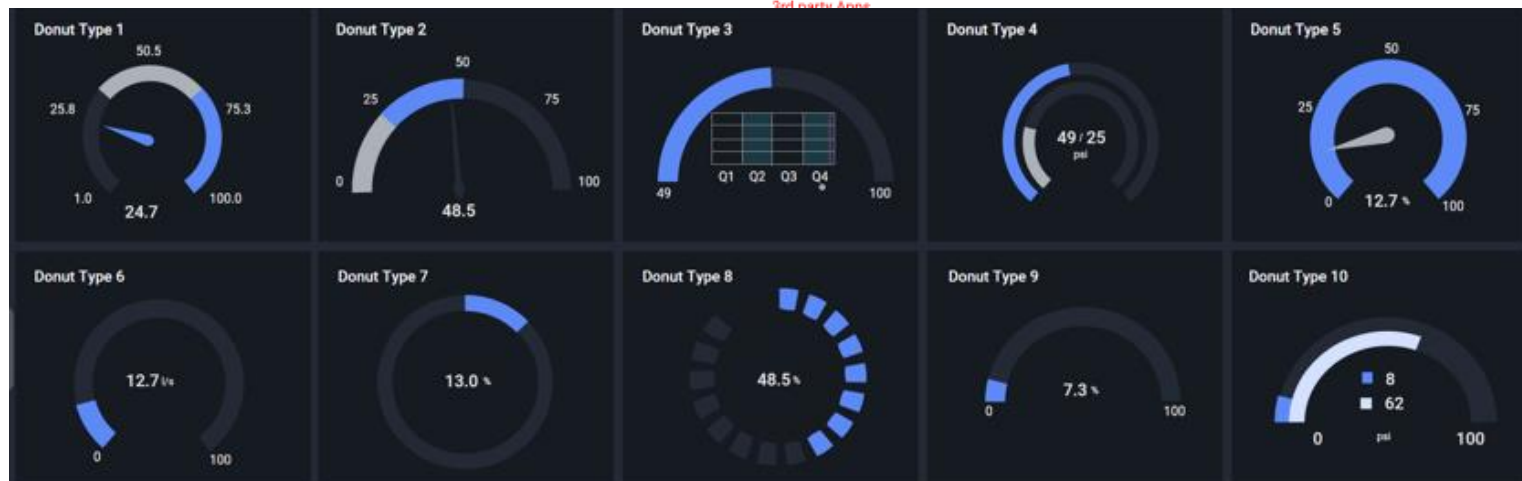 3rd party Apps
Donut Type 1
50.5
25.8
75.3
1.0
100.0
24.7
Donut Type 2
50
25
75
0
100
48.5
Donut Type 3
Q1 Q2 Q3 Q4
49
100
Donut Type 4
49 / 25
psi
Donut Type 5
50
25
75
0
12.7 %
100
Donut Type 6
12.7 l/s
0
100
Donut Type 7
13.0 %
Donut Type 8
48.5 %
Donut Type 9
7.3 %
0
100
Donut Type 10
8
62
0
psi
100